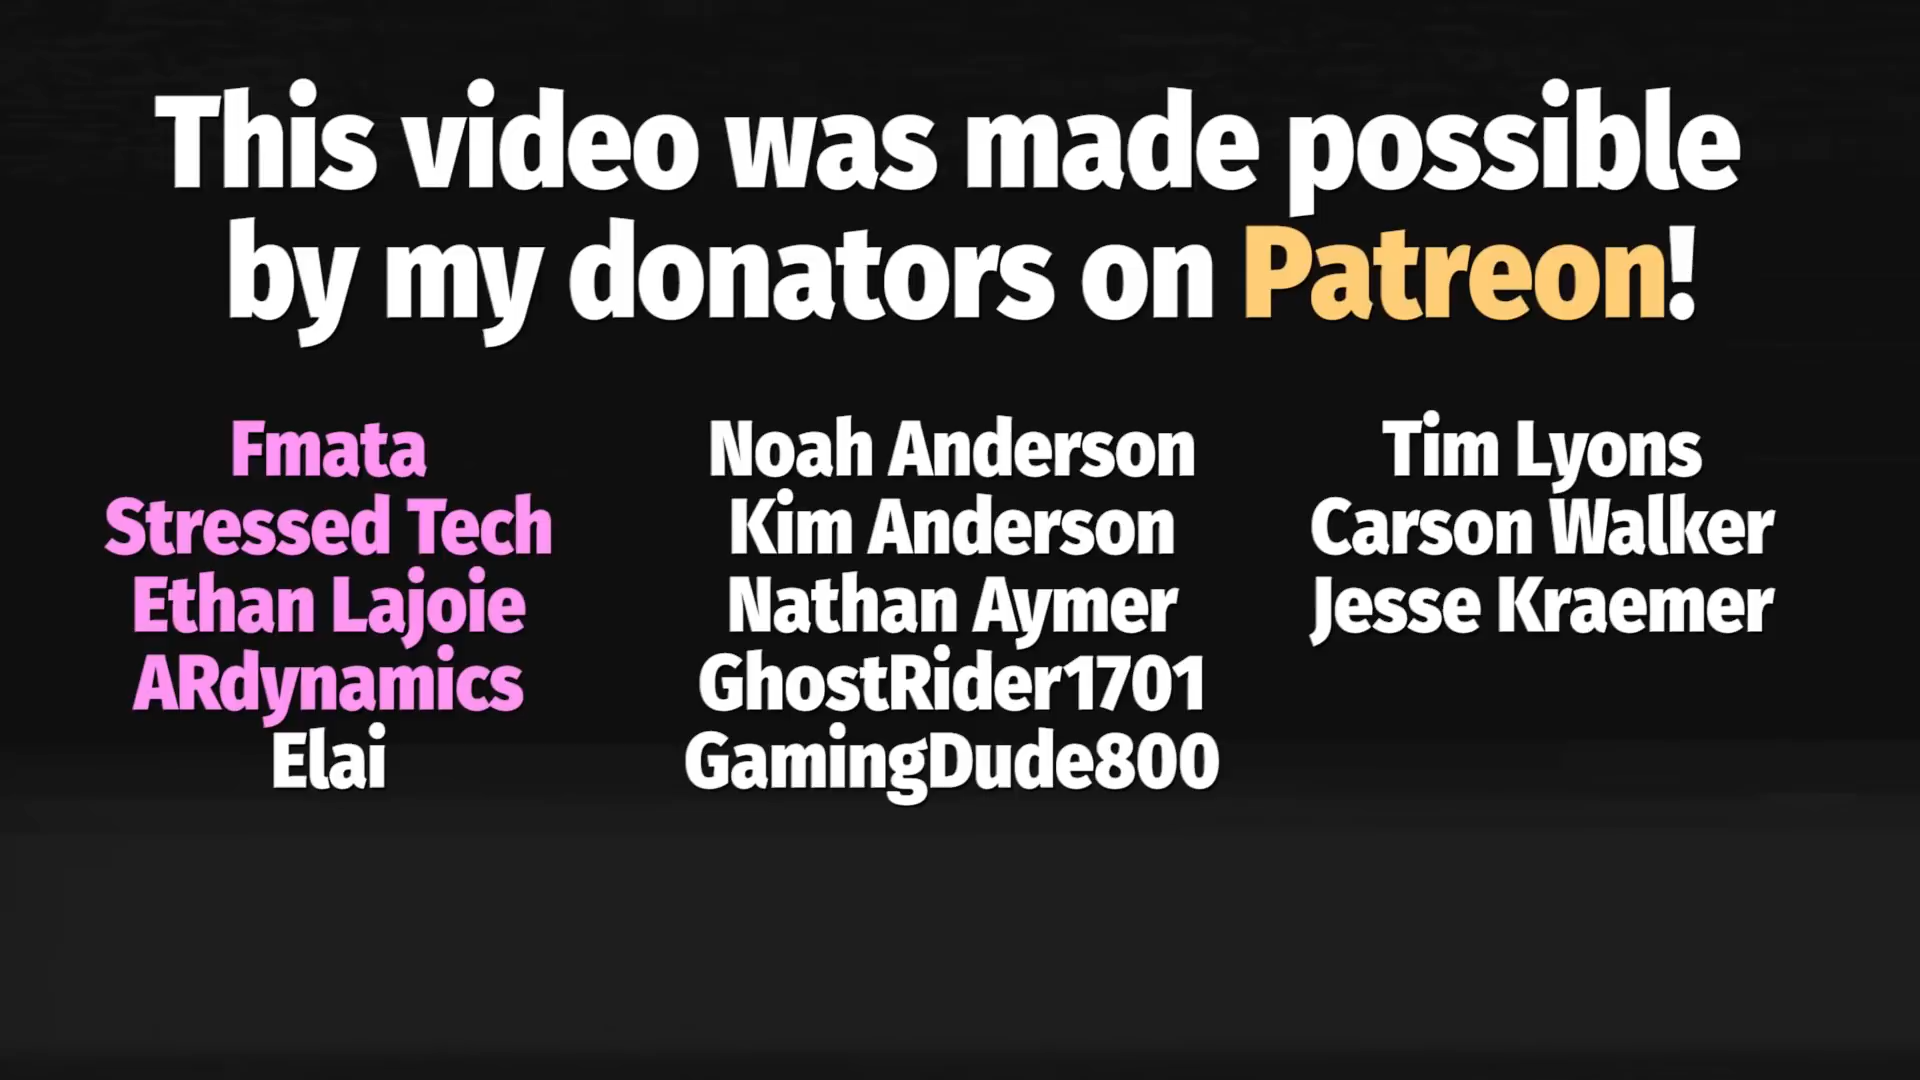 This video was made possible
by my donators on Patreon!
Fmata
Stressed Tech
Ethan Lajoie
ARdynamics
Elai
Noah Anderson
Kim Anderson
Nathan Aymer
GhostRider1701
GamingDude800
Tim Lyons
Carson Walker
Jesse Kraemer